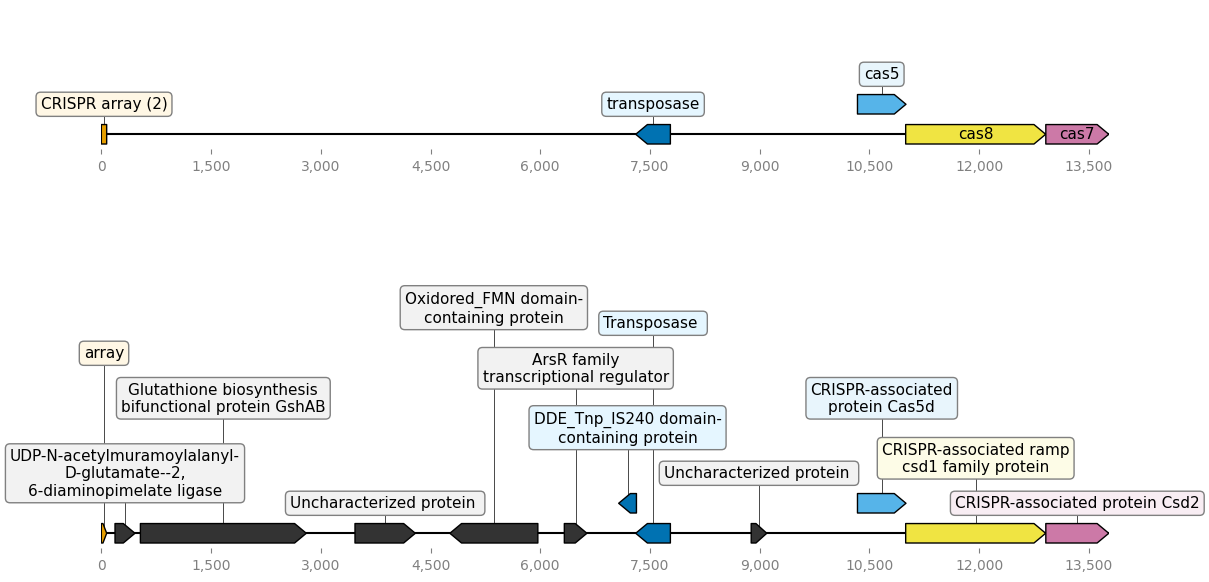 cas5
CRISPR array (2)
transposase
cas8
cas7
0
1,500
3,000
4,500
6,000
7,500
9,000
10,500
12,000
13,500
Oxidored_FMN domain-
containing protein
Transposase
array
ArsR family
transcriptional regulator
Glutathione biosynthesis
bifunctional protein GshAB
CRISPR-associated
protein Cas5d
DDE_Tnp_IS240 domain-
containing protein
UDP-N-acetylmuramoylalanyl-
D-glutamate--2,
6-diaminopimelate ligase
CRISPR-associated ramp
csd1 family protein
Uncharacterized protein
Uncharacterized protein
CRISPR-associated protein Csd2
0
1,500
3,000
4,500
6,000
7,500
9,000
10,500
12,000
13,500